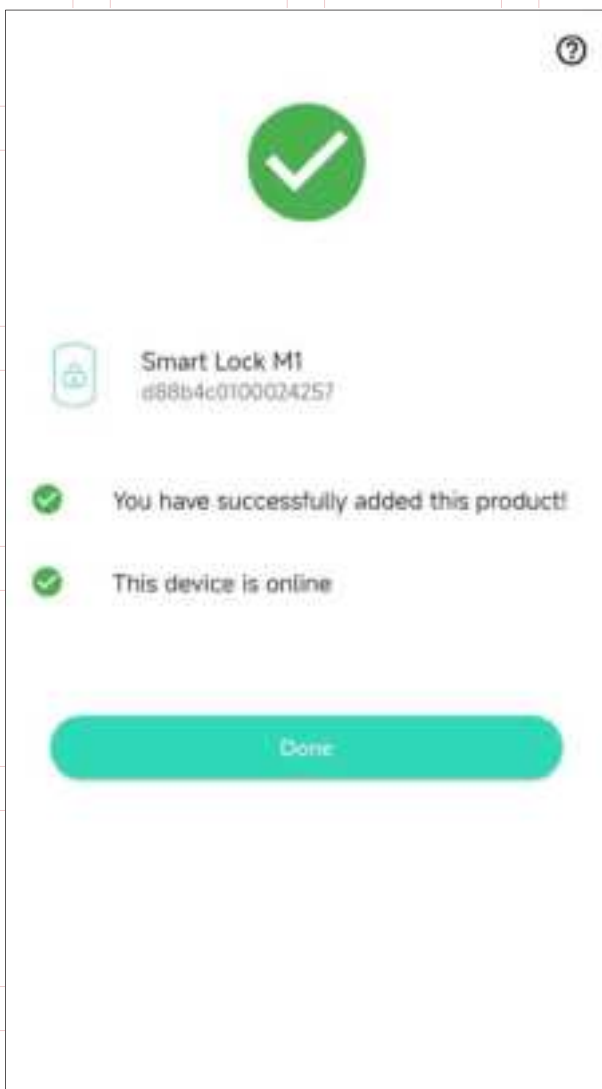 Smart Lock M1
d88b4c0100024257
You have successfully added this product!
This device is online
Done